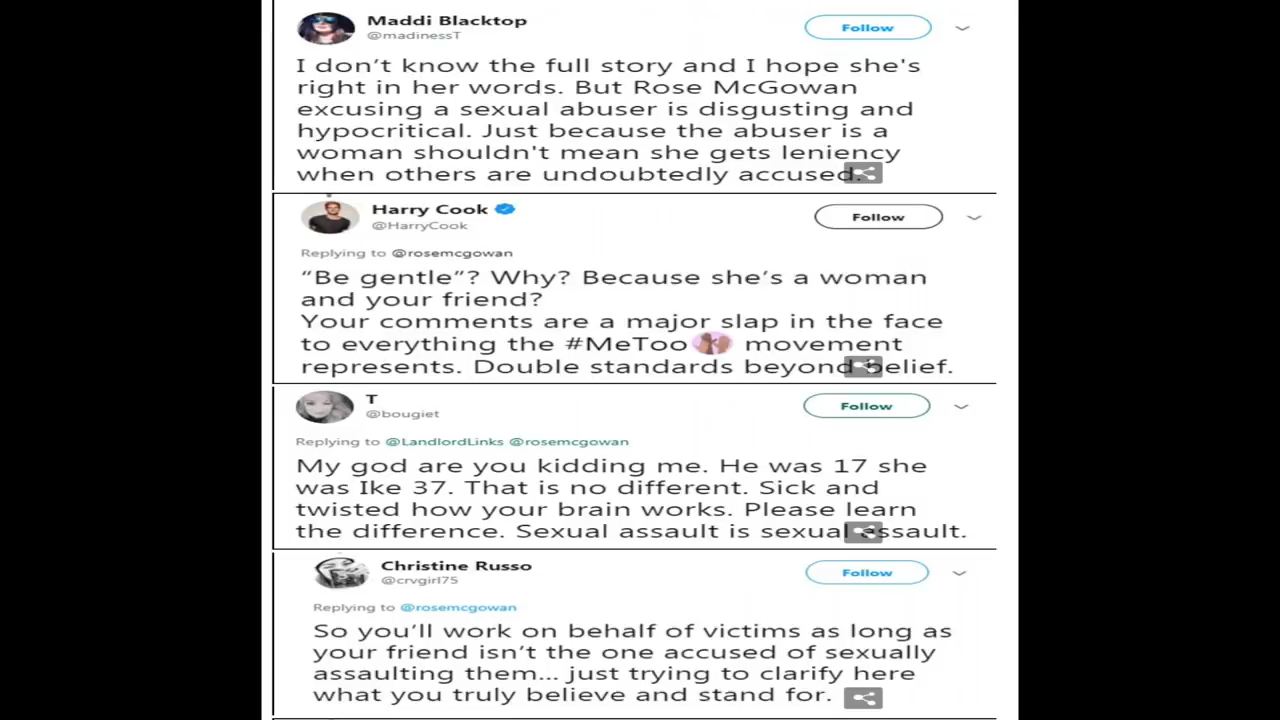 Maddi Blacktop
@madinessT
Follow
I don't know the full story and I hope she's
right in her words. But Rose McGowan
excusing a sexual abuser is disgusting and
hypocritical. Just because the abuser is a
woman shouldn't mean she gets leniency
when others are undoubtedly accused.
Harry Cook
@HarryCook
Follow
Replying to @rosemcgowan
“Be gentle”? Why? Because she’s a woman
and your friend?
Your comments are a major slap in the face
to everything the #MeToo movement
represents. Double standards beyond belief.
T
@bougiet
Follow
Replying to @LandlordLinks @rosemcgowan
My god are you kidding me. He was 17 she
was Ike 37. That is no different. Sick and
twisted how your brain works. Please learn
the difference. Sexual assault is sexual assault.
Christine Russo
@crvgirl75
Follow
Replying to @rosemcgowan
So you’ll work on behalf of victims as long as
your friend isn’t the one accused of sexually
assaulting them... just trying to clarify here
what you truly believe and stand for.